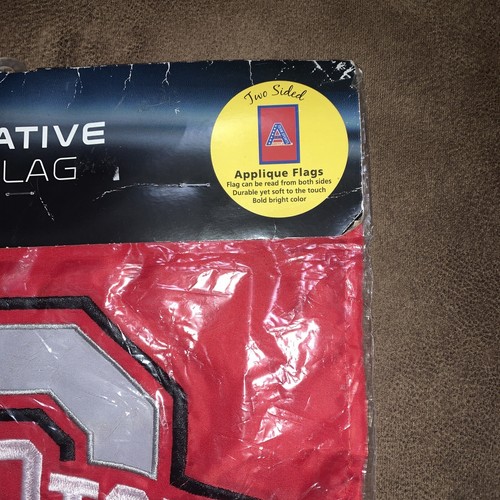 ATIVE
LAG
Two Sided
A
Applique Flags
Flag can be read from both sides
Durable yet soft to the touch
Bold bright color